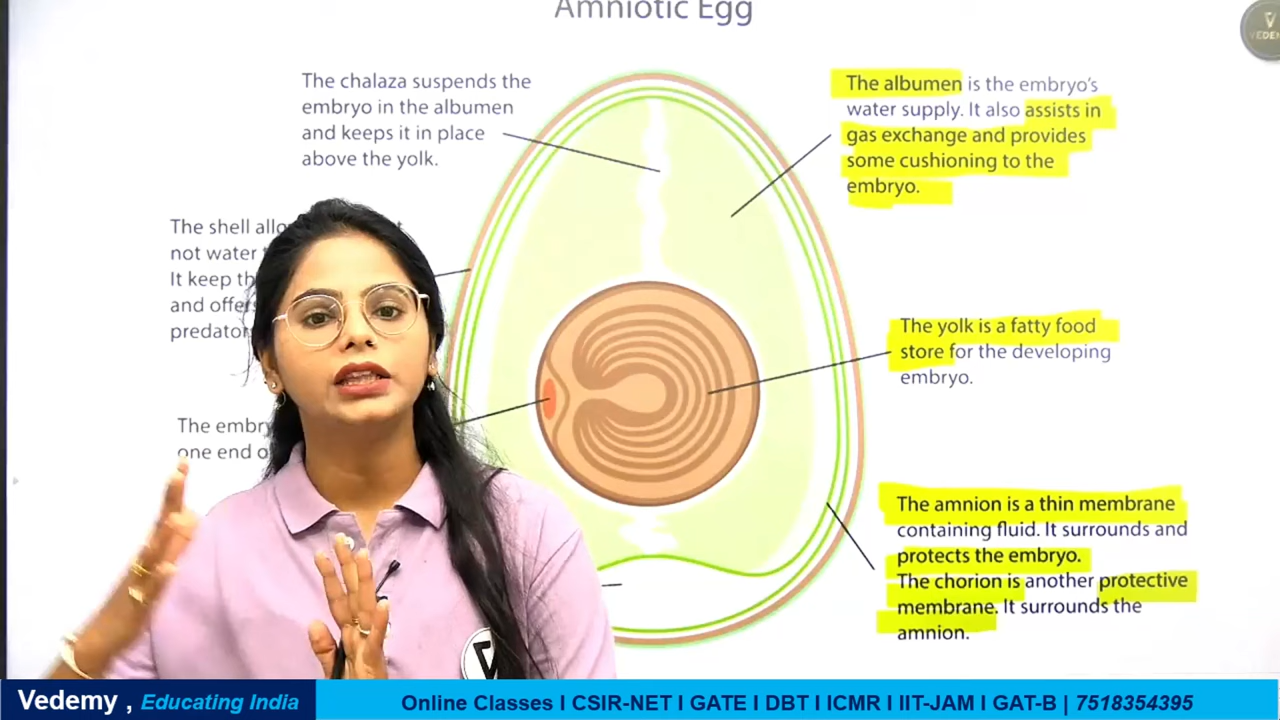 Amniotic Egg
The chalaza suspends the
embryo in the albumen
and keeps it in place
above the yolk.
The albumen is the embryo's
water supply. It also assists in
gas exchange and provides
some cushioning to the
embryo.
The shell
not water
It keep
and
The yolk is a fatty food
store for the developing
embryo.
The
one end
The amnion is a thin membrane
containing fluid. It surrounds and
protects the embryo.
The chorion is another protective
membrane. It surrounds the
amnion.
Vedemy , Educating India
Online Classes I CSIR-NET I GATE I DBT I ICMR I IIT-JAM I GAT-B | 7518354395